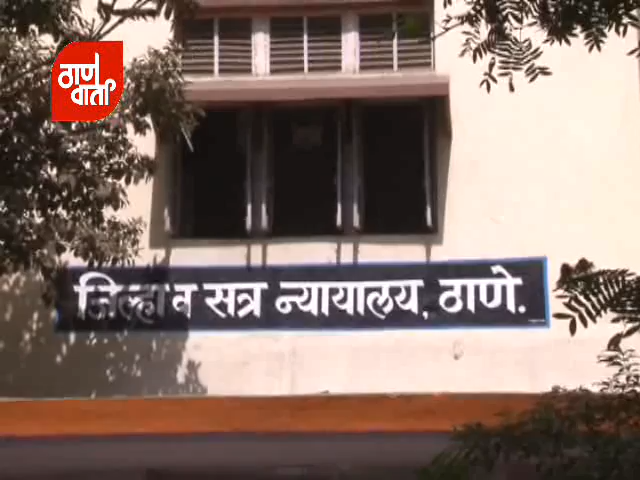 ठाणे
वार्ता
जिल्हा व सत्र न्यायालय, ठाणे.